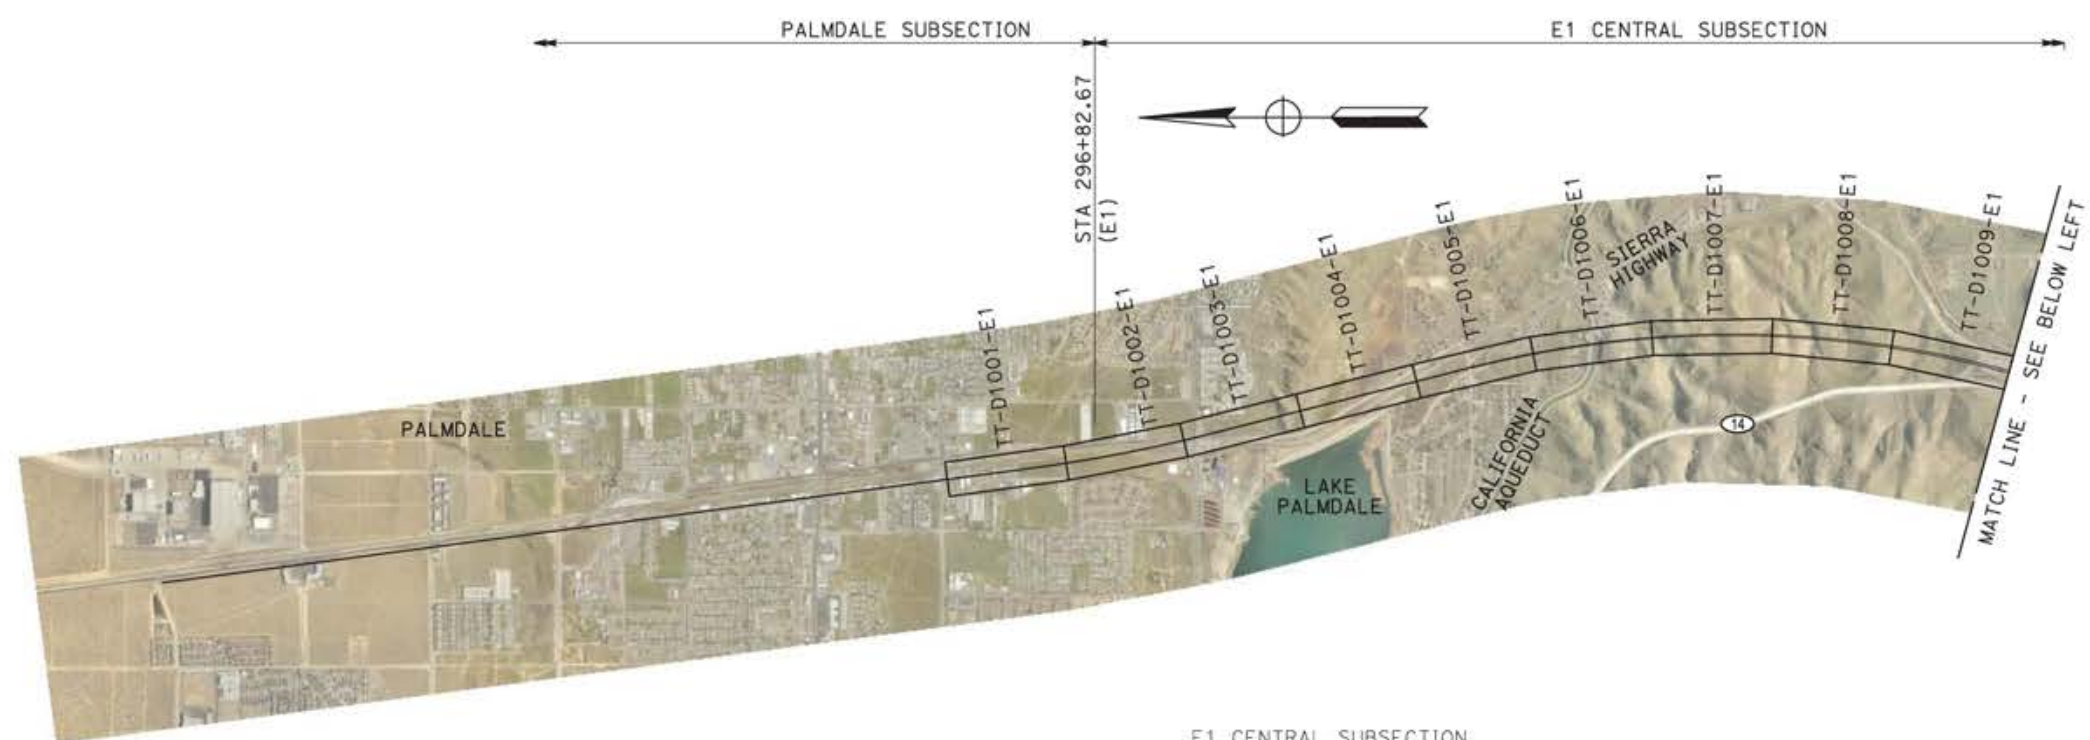 PALMDALE SUBSECTION
E1 CENTRAL SUBSECTION
STA 296+82.67
(E1)
TT-D1001-E1
TT-D1002-E1
TT-D1003-E1
TT-D1004-E1
TT-D1005-E1
TT-D1006-E1
SIERRA
HIGHWAY
TT-D1007-E1
TT-D1008-E1
TT-D1009-E1
MATCH LINE - SEE BELOW LEFT
PALMDALE
LAKE
PALMDALE
CALIFORNIA
AQUEDUCT
14
E1 CENTRAL SUBSECTION